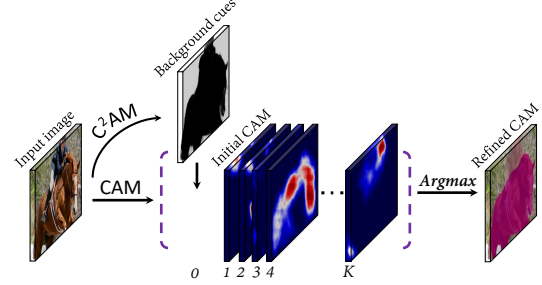 Background cues
Input image
C²AM
Initial CAM
Refined CAM
CAM
Argmax
...
0 1 2 3 4 K